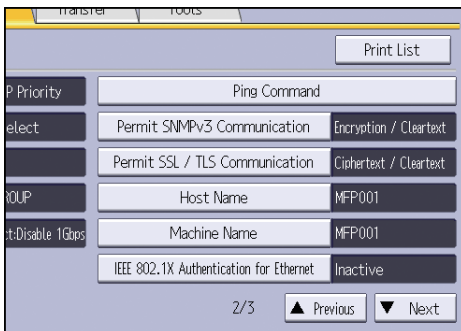 Transfer Tools
Print List
P Priority Ping Command
elect Permit SNMPv3 Communication Encryption / Cleartext
Permit SSL / TLS Communication Ciphertext / Cleartext
ROUP Host Name MFP001
ct:Disable 1Gbps Machine Name MFP001
IEEE 802.1X Authentication for Ethernet Inactive
2/3 ▲ Previous ▼ Next